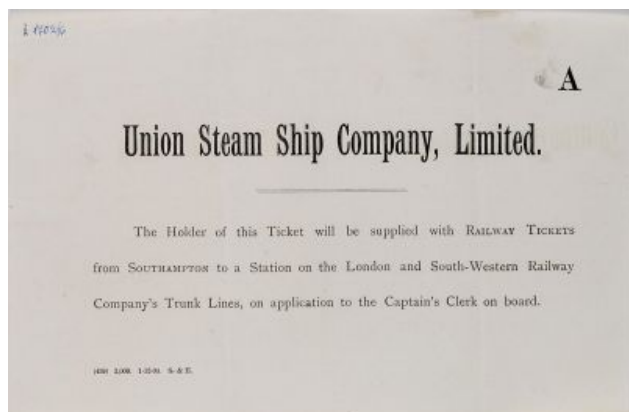 A
Union Steam Ship Company, Limited.
The Holder of this Ticket will be supplied with RAILWAY TICKETS
from SOUTHAMPTON to a Station on the London and South-Western Railway
Company's Trunk Lines, on application to the Captain's Clerk on board.